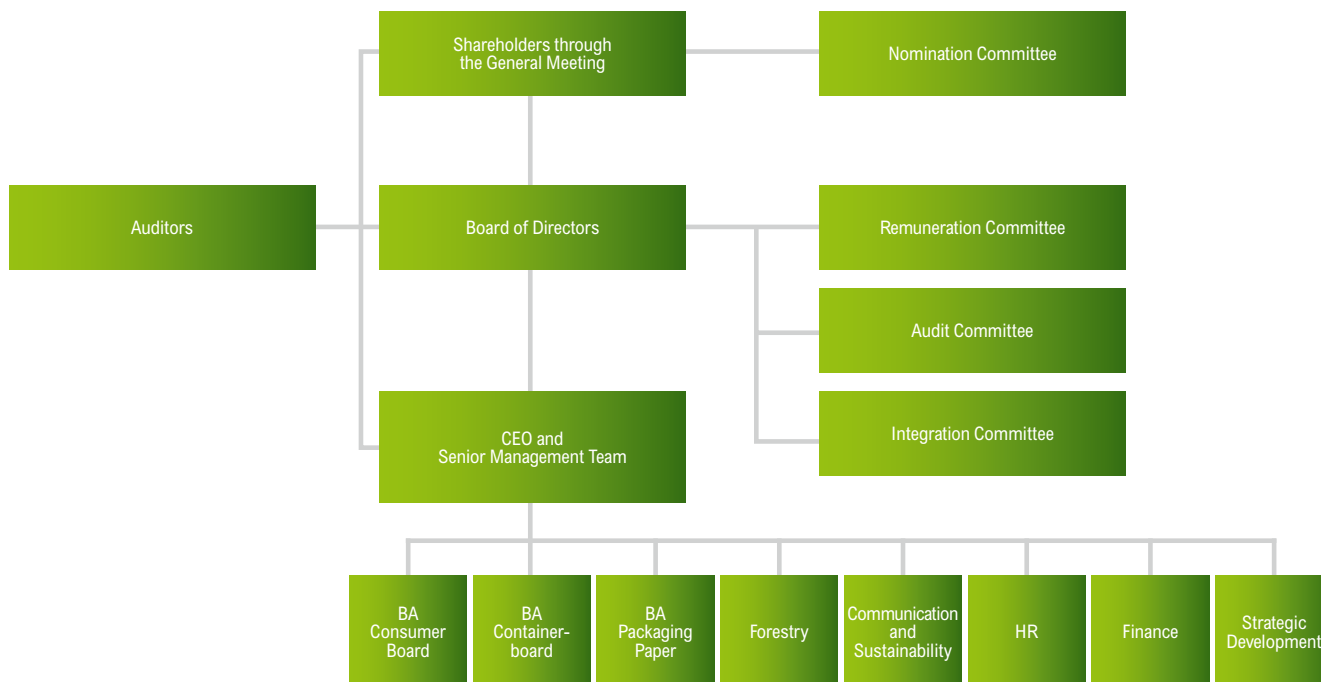 Shareholders through
the General Meeting
Nomination Committee
Auditors
Board of Directors
Remuneration Committee
Audit Committee
CEO and
Senior Management Team
Integration Committee
BA
Consumer
Board
BA
Container-
board
BA
Packaging
Paper
Forestry
Communication
and
Sustainability
HR
Finance
Strategic
Development